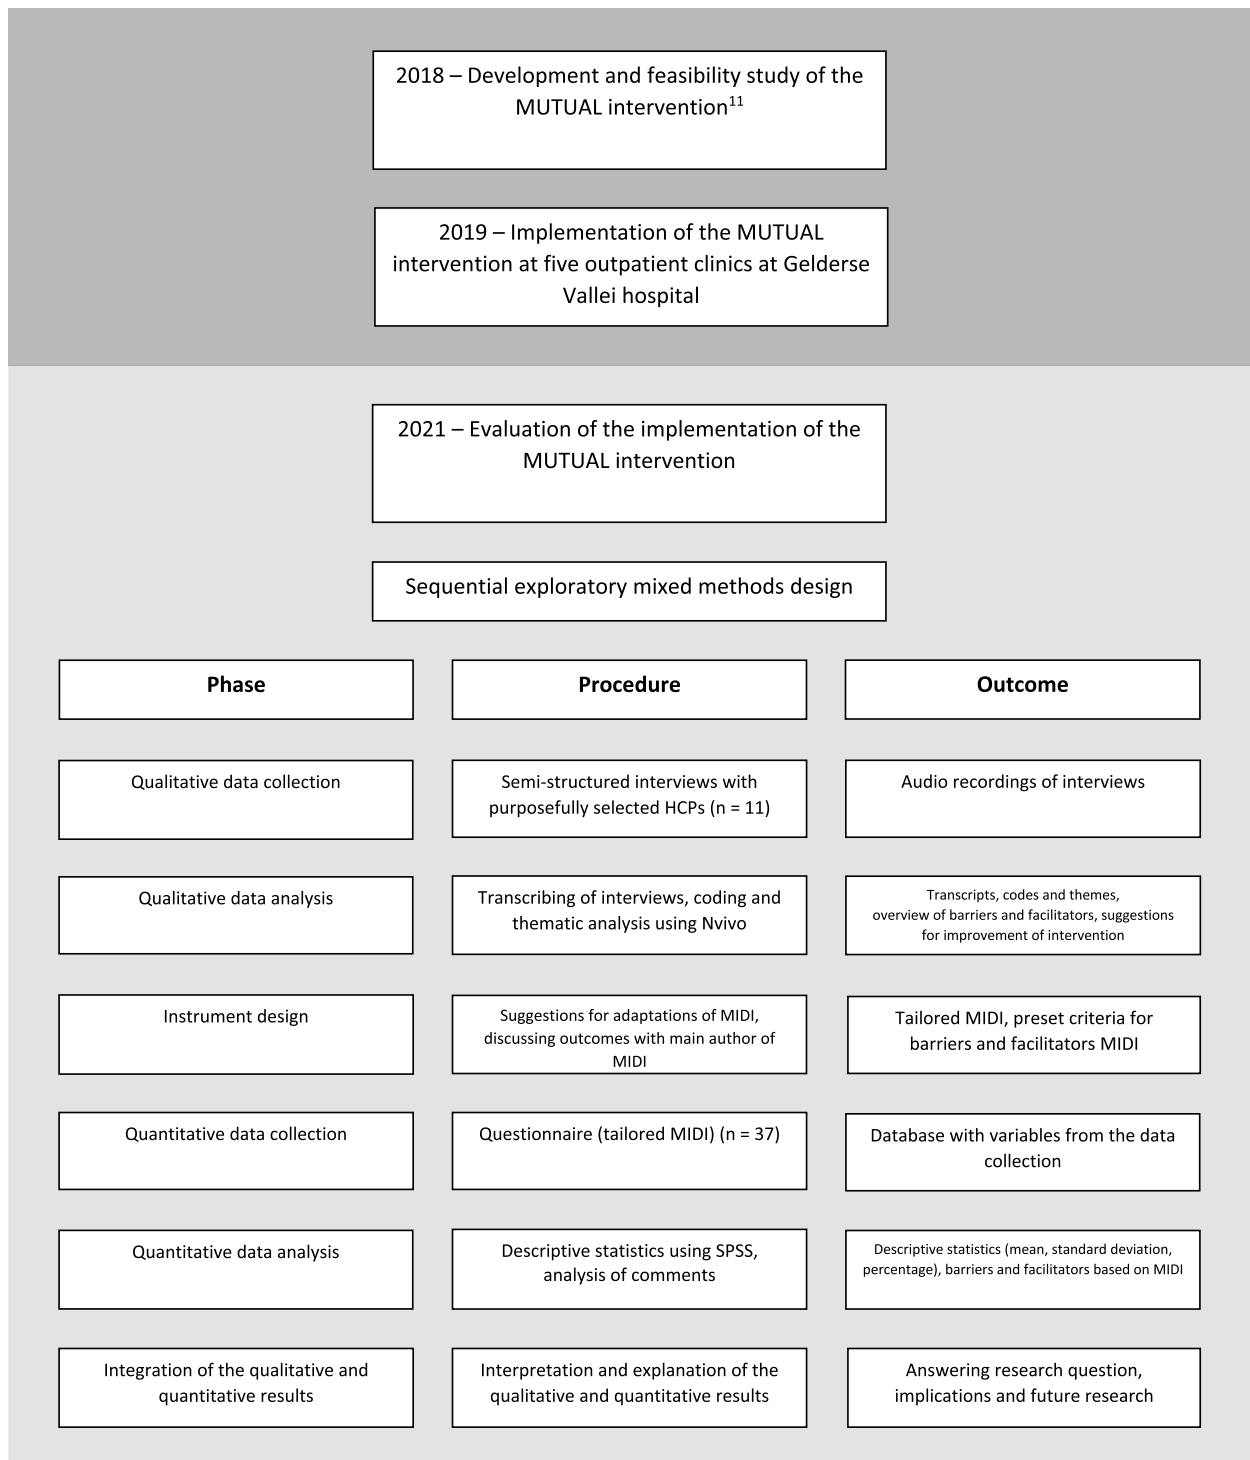 2018 – Development and feasibility study of the
MUTUAL intervention11
2019 – Implementation of the MUTUAL
intervention at five outpatient clinics at Gelderse
Vallei hospital
2021 – Evaluation of the implementation of the
MUTUAL intervention
Sequential exploratory mixed methods design
Phase
Procedure
Outcome
Qualitative data collection
Semi-structured interviews with
purposefully selected HCPs (n = 11)
Audio recordings of interviews
Qualitative data analysis
Transcribing of interviews, coding and
thematic analysis using Nvivo
Transcripts, codes and themes,
overview of barriers and facilitators, suggestions
for improvement of intervention
Instrument design
Suggestions for adaptations of MIDI,
discussing outcomes with main author of
MIDI
Tailored MIDI, preset criteria for
barriers and facilitators MIDI
Quantitative data collection
Questionnaire (tailored MIDI) (n = 37)
Database with variables from the data
collection
Quantitative data analysis
Descriptive statistics using SPSS,
analysis of comments
Descriptive statistics (mean, standard deviation,
percentage), barriers and facilitators based on MIDI
Integration of the qualitative and
quantitative results
Interpretation and explanation of the
qualitative and quantitative results
Answering research question,
implications and future research